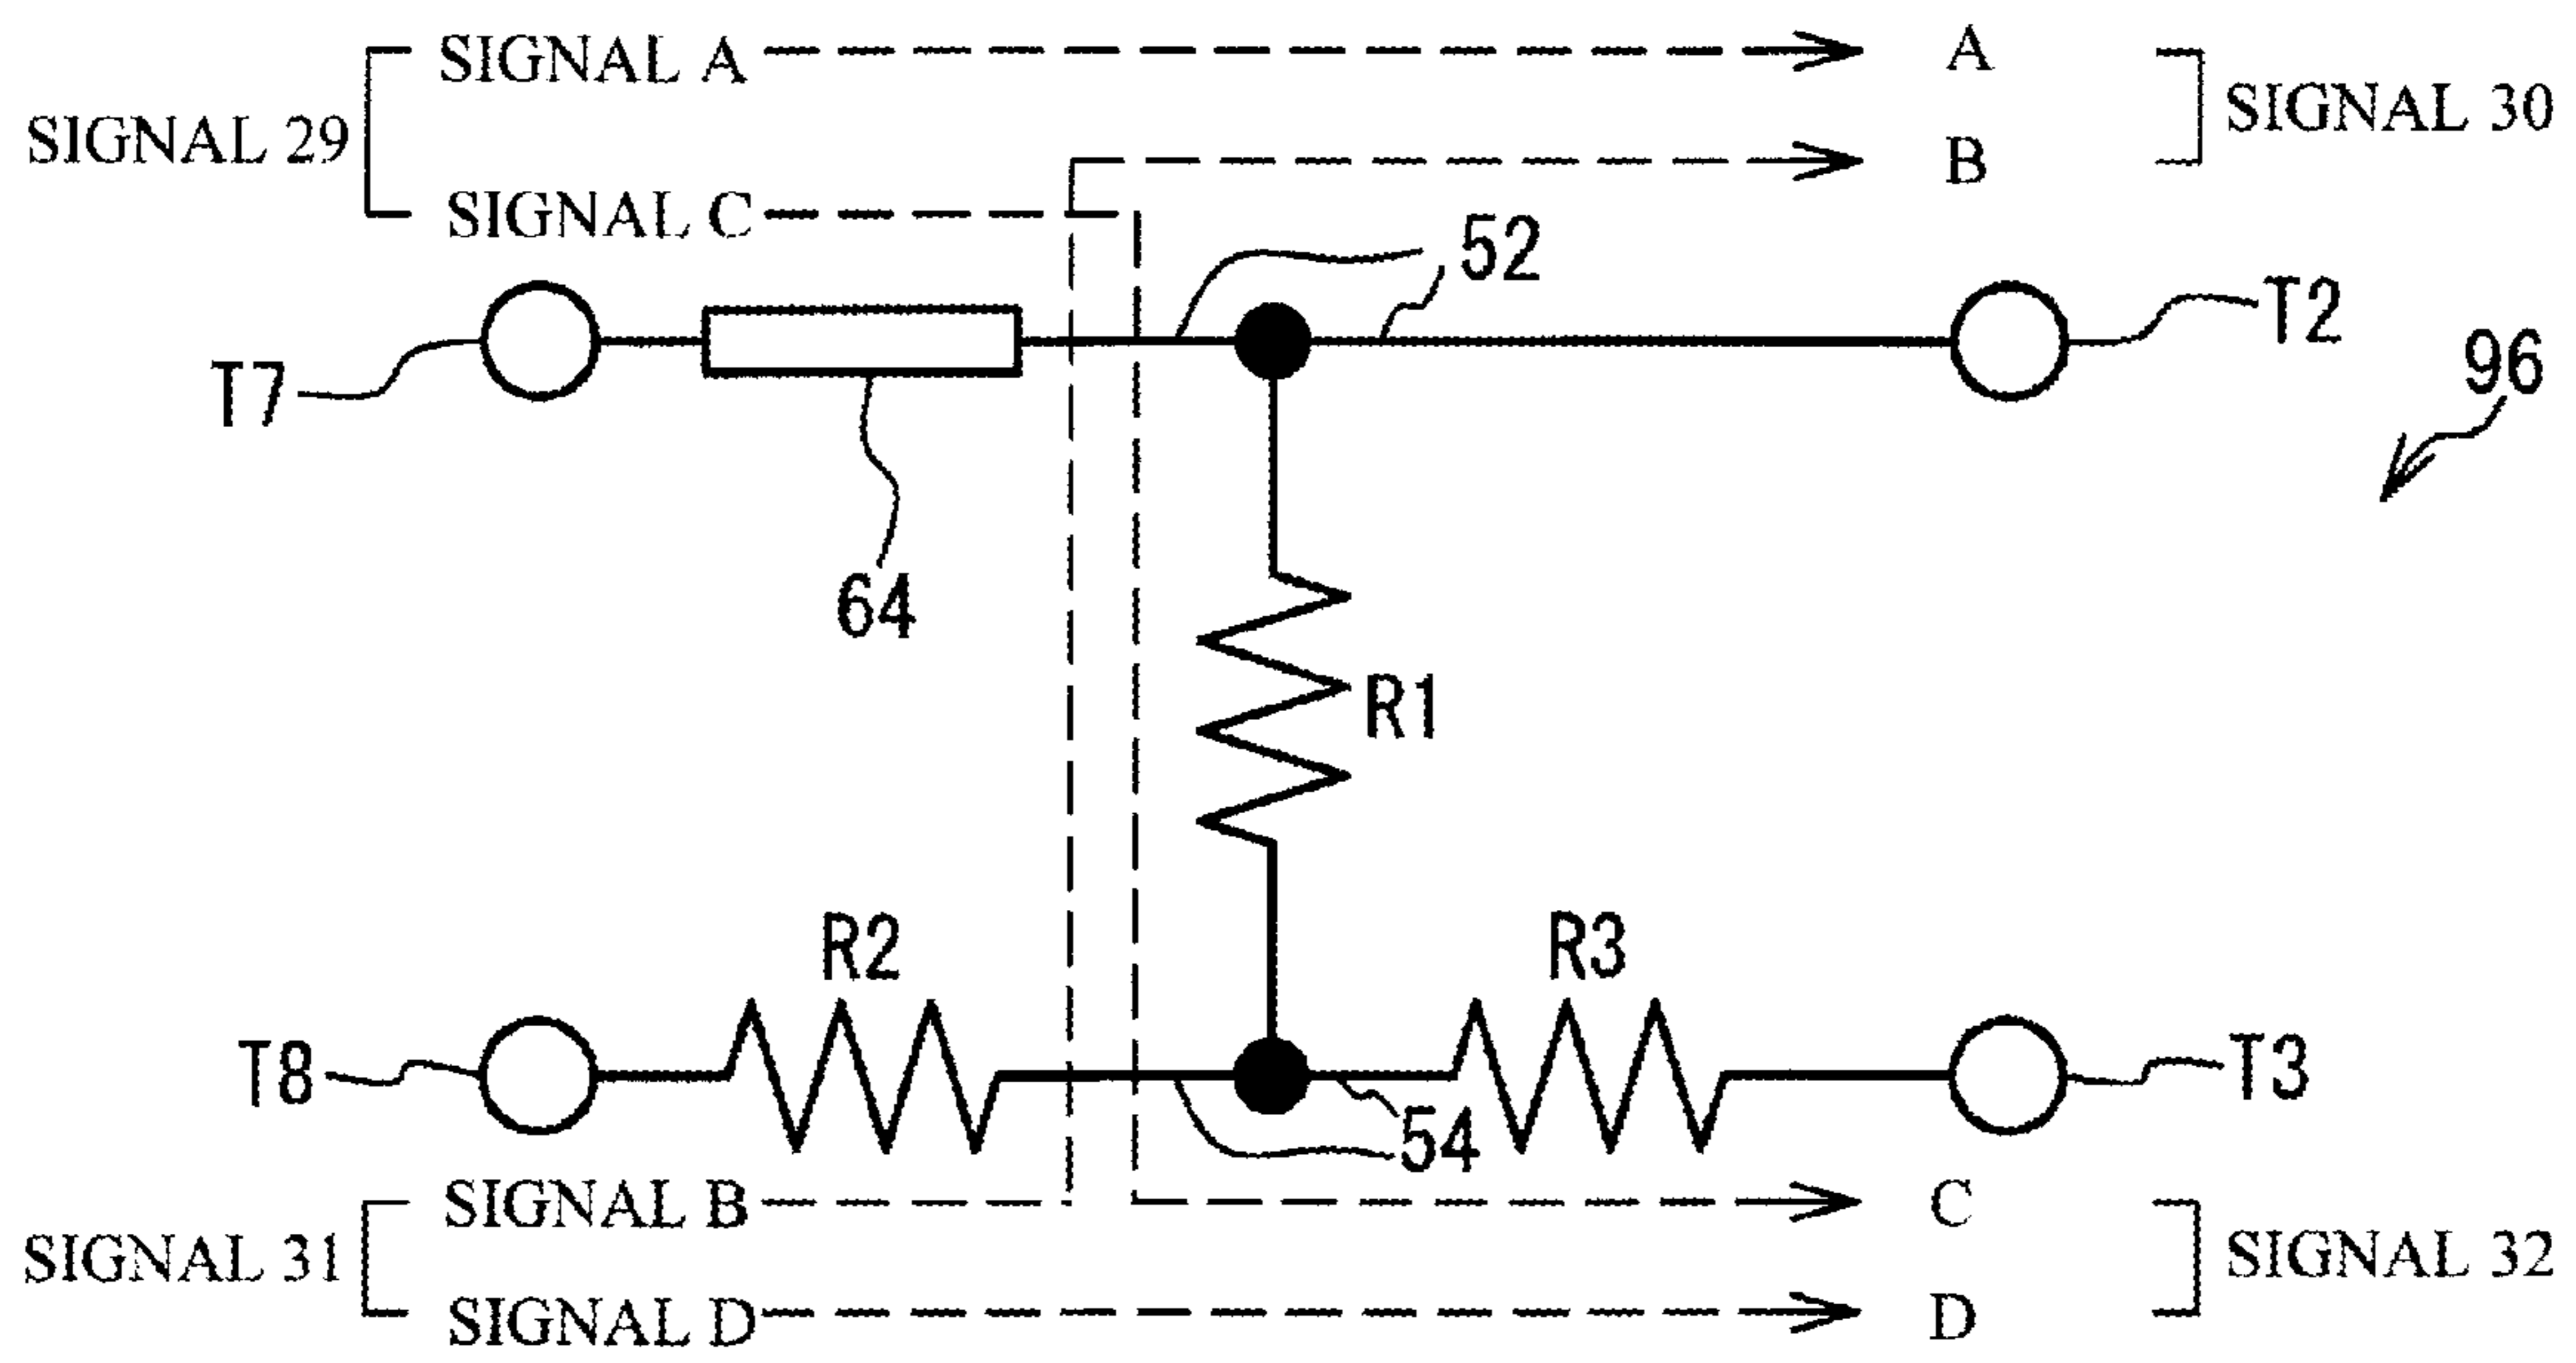 SIGNAL A A
SIGNAL 29 SIGNAL 30
B
SIGNAL C
52
T2
T7
96
64
R1
R2 R3
T8 T3
54
SIGNAL B C
SIGNAL 31 SIGNAL 32
SIGNAL D D